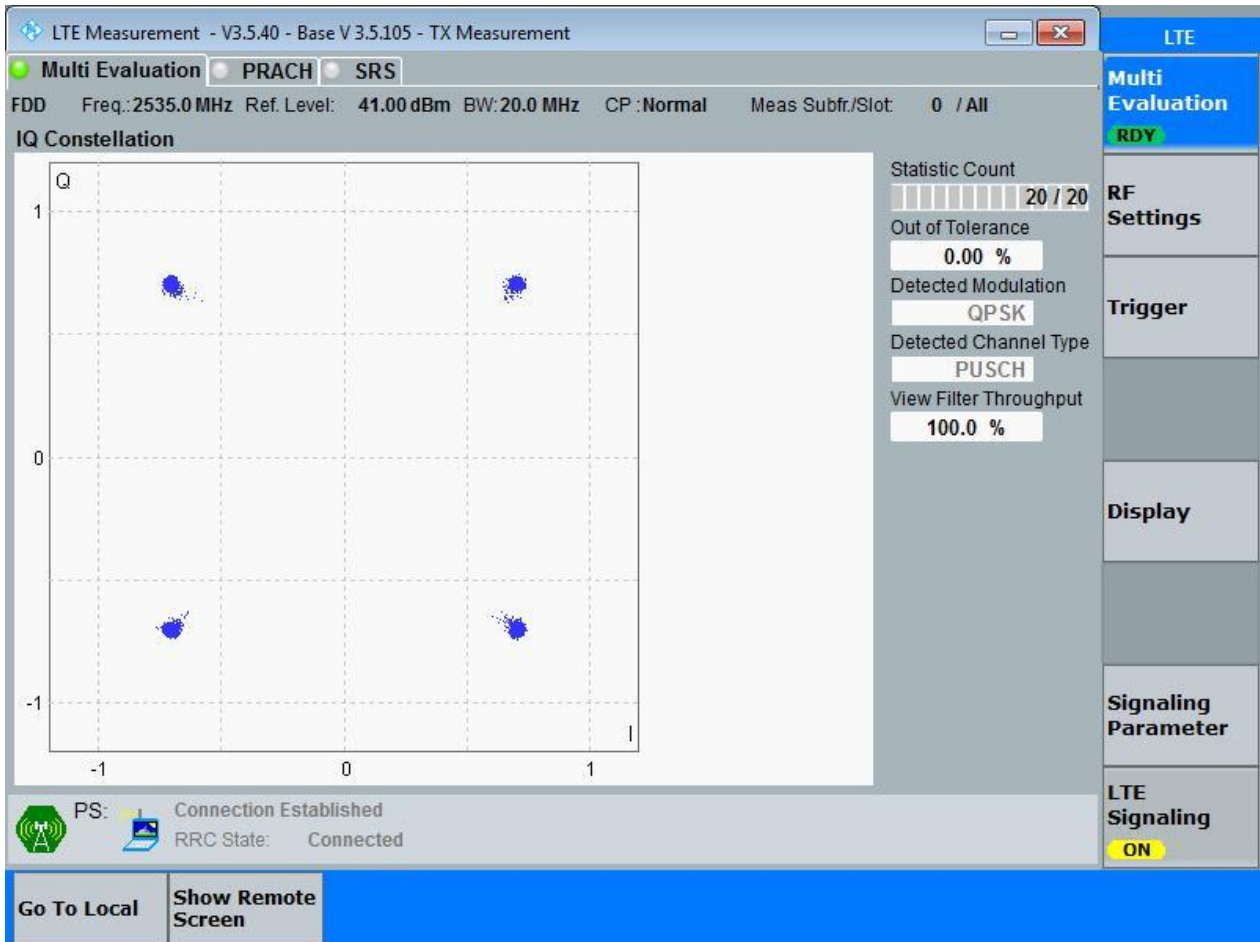 LTE Measurement - V3.5.40 - Base V 3.5.105 - TX Measurement
LTE
Multi Evaluation PRACH SRS
FDD Freq.: 2535.0 MHz Ref. Level: 41.00 dBm BW: 20.0 MHz CP : Normal Meas Subfr./Slot: 0 / All
IQ Constellation
Q
1
0
-1
I
-1 0 1
Statistic Count
20 / 20
Out of Tolerance
0.00 %
Detected Modulation
QPSK
Detected Channel Type
PUSCH
View Filter Throughput
100.0 %
Multi
Evaluation
RDY
RF
Settings
Trigger
Display
Signaling
Parameter
LTE
Signaling
ON
PS: Connection Established
RRC State: Connected
Go To Local
Show Remote
Screen